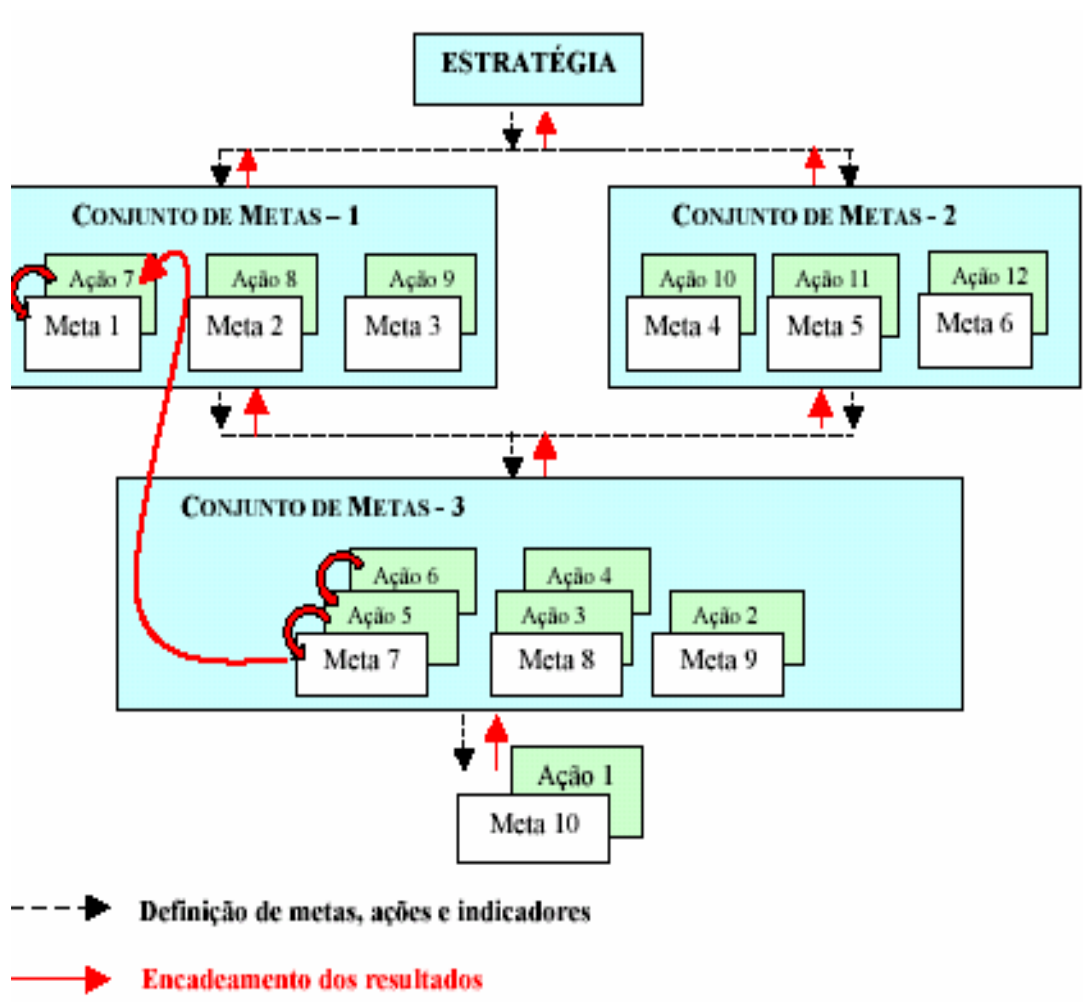 ESTRATÉGIA
CONJUNTO DE METAS – 1
CONJUNTO DE METAS - 2
Ação 7
Ação 8
Ação 9
Ação 10
Ação 11
Ação 12
Meta 1
Meta 2
Meta 3
Meta 4
Meta 5
Meta 6
CONJUNTO DE METAS - 3
Ação 6
Ação 4
Ação 5
Ação 3
Ação 2
Meta 7
Meta 8
Meta 9
Ação 1
Meta 10
Definição de metas, ações e indicadores
Encadeamento dos resultados